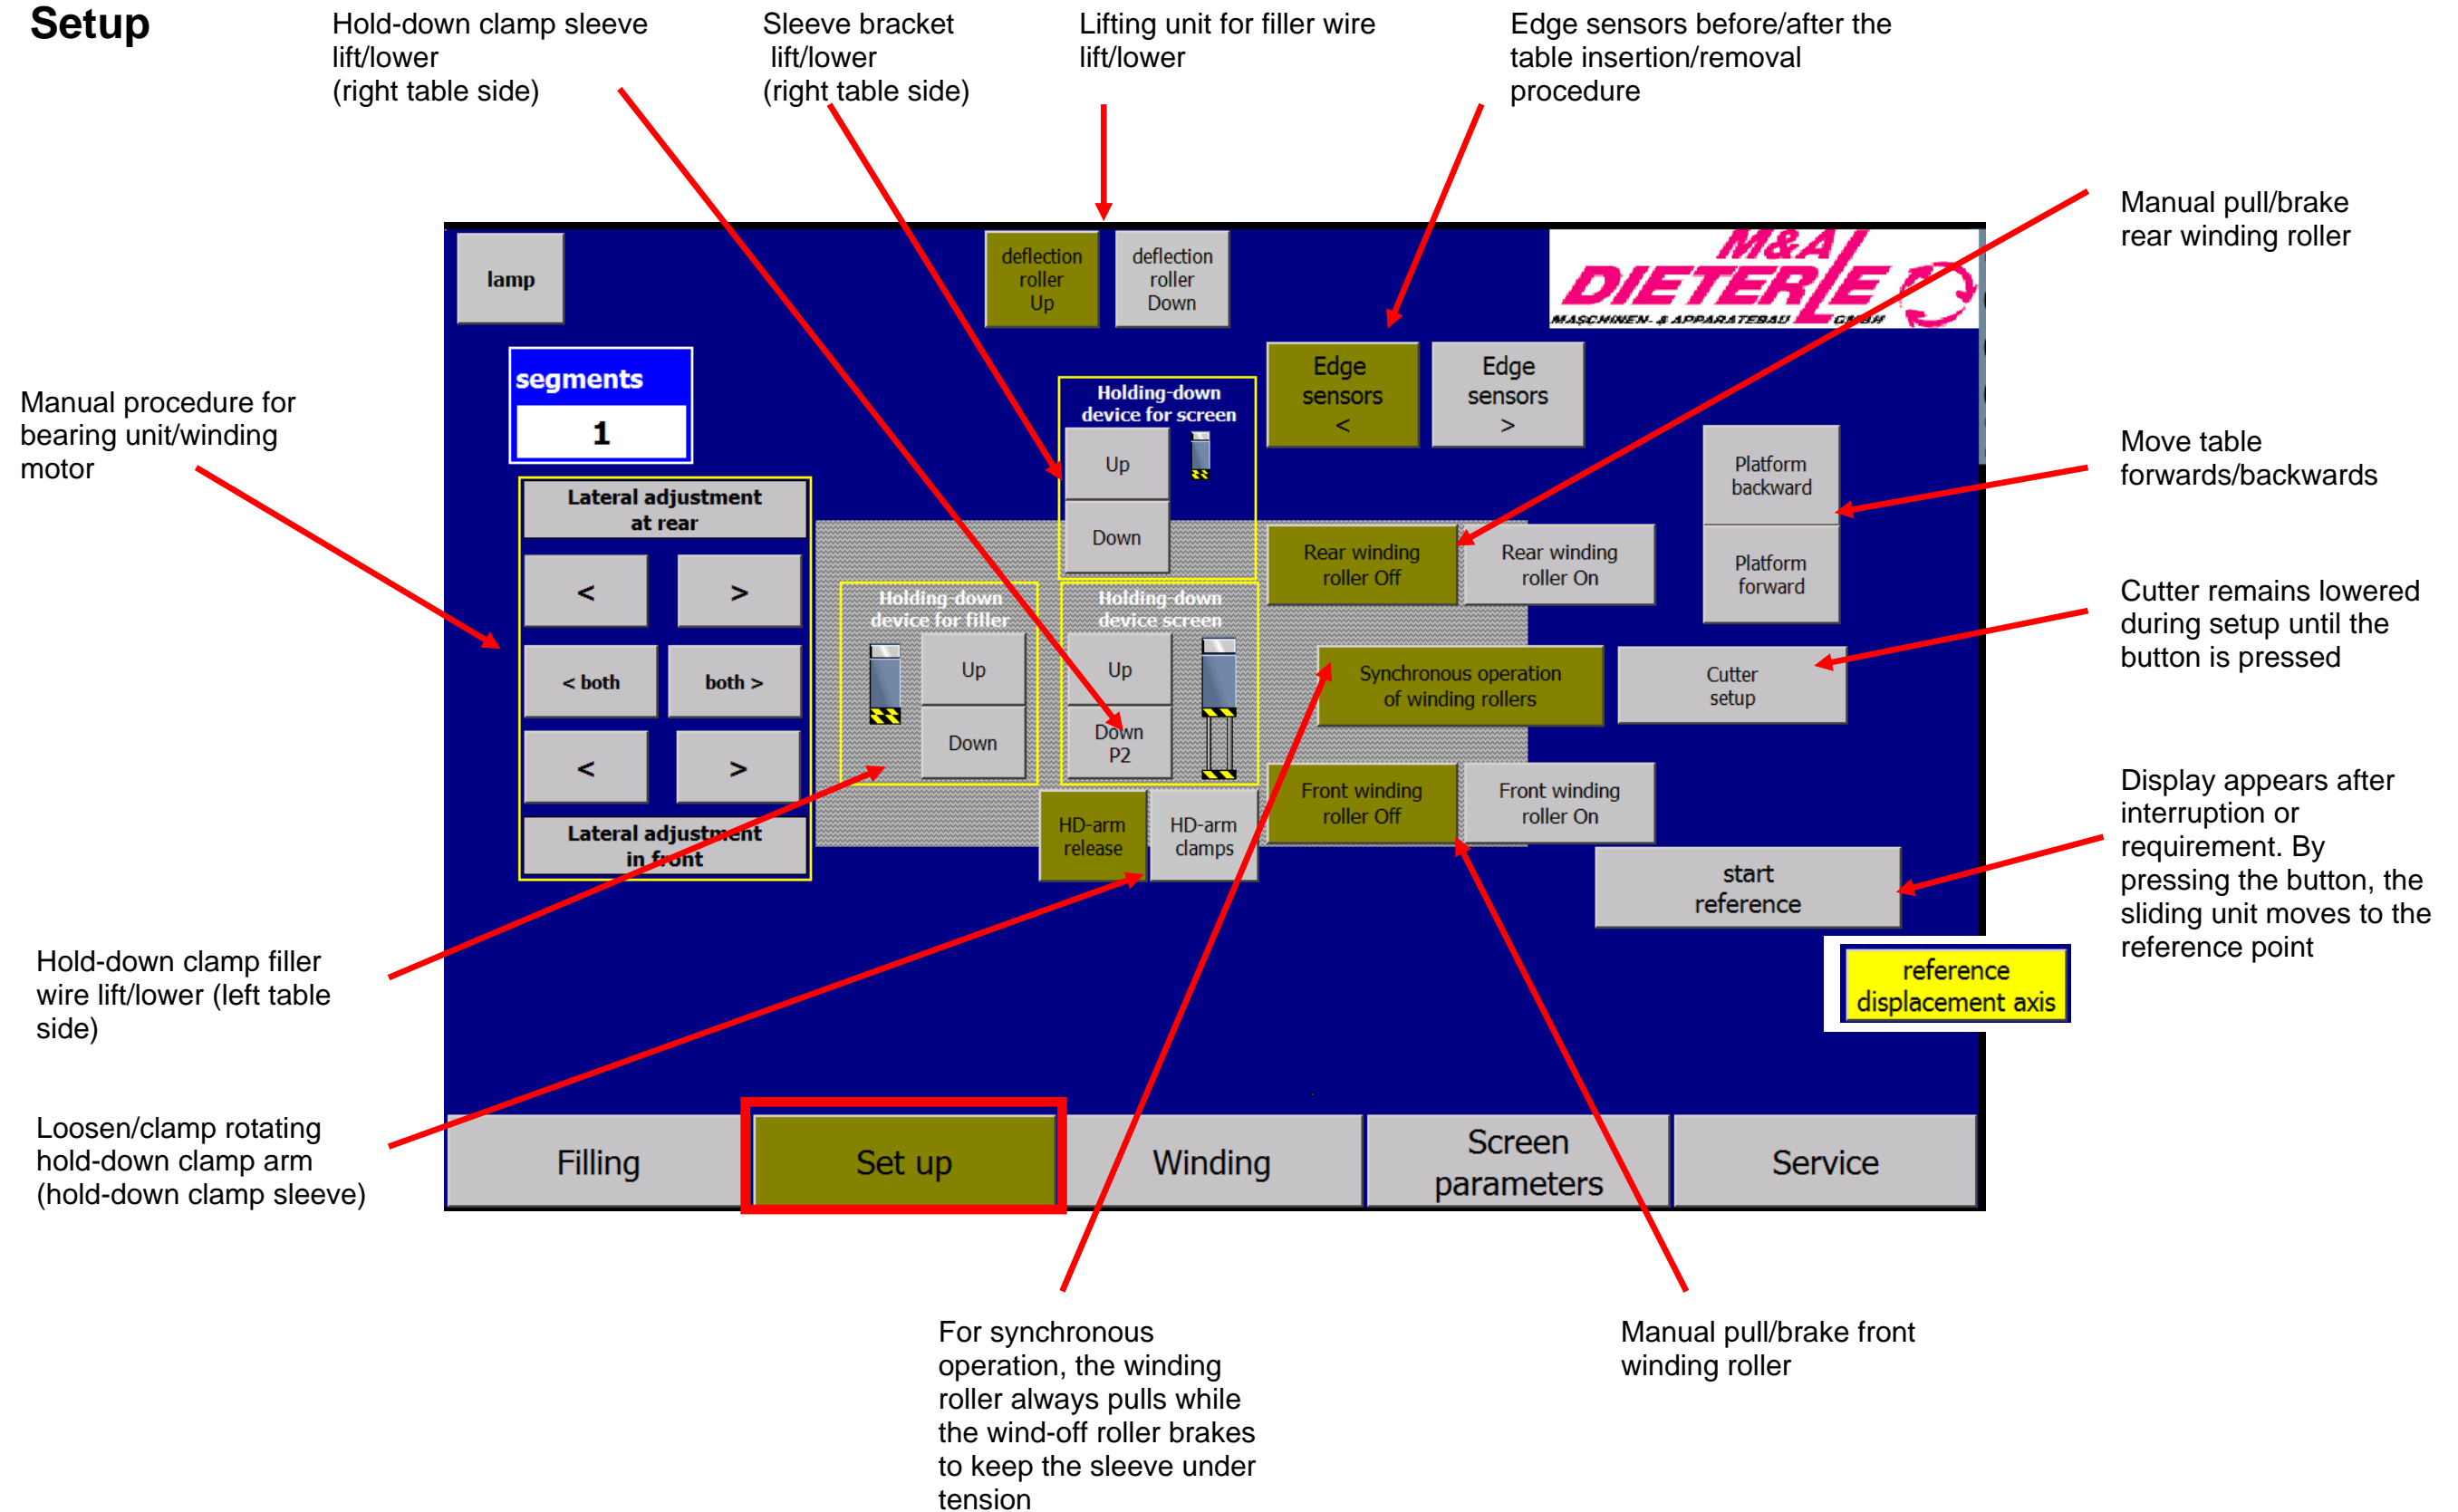 Setup
Hold-down clamp sleeve
lift/lower
(right table side)
Sleeve bracket
lift/lower
(right table side)
Lifting unit for filler wire
lift/lower
Edge sensors before/after the
table insertion/removal
procedure
Manual pull/brake
rear winding roller
Move table
forwards/backwards
Cutter remains lowered
during setup until the
button is pressed
Display appears after
interruption or
requirement. By
pressing the button, the
sliding unit moves to the
reference point
Manual procedure for
bearing unit/winding
motor
Hold-down clamp filler
wire lift/lower (left table
side)
Loosen/clamp rotating
hold-down clamp arm
(hold-down clamp sleeve)
lamp
deflection
roller
Up
deflection
roller
Down
M&A
DIETERLE
MASCHINEN- & APPARATEBAU GMBH
segments
1
Holding-down
device for screen
Up
Down
Edge
sensors
<
Edge
sensors
>
Platform
backward
Platform
forward
Lateral adjustment
at rear
<
>
< both
both >
<
>
Lateral adjustment
in front
Holding-down
device for filler
Up
Down
Holding-down
device screen
Up
Down
P2
Rear winding
roller Off
Rear winding
roller On
Synchronous operation
of winding rollers
Cutter
setup
Front winding
roller Off
Front winding
roller On
HD-arm
release
HD-arm
clamps
start
reference
reference
displacement axis
Filling
Set up
Winding
Screen
parameters
Service
For synchronous
operation, the winding
roller always pulls while
the wind-off roller brakes
to keep the sleeve under
tension
Manual pull/brake front
winding roller